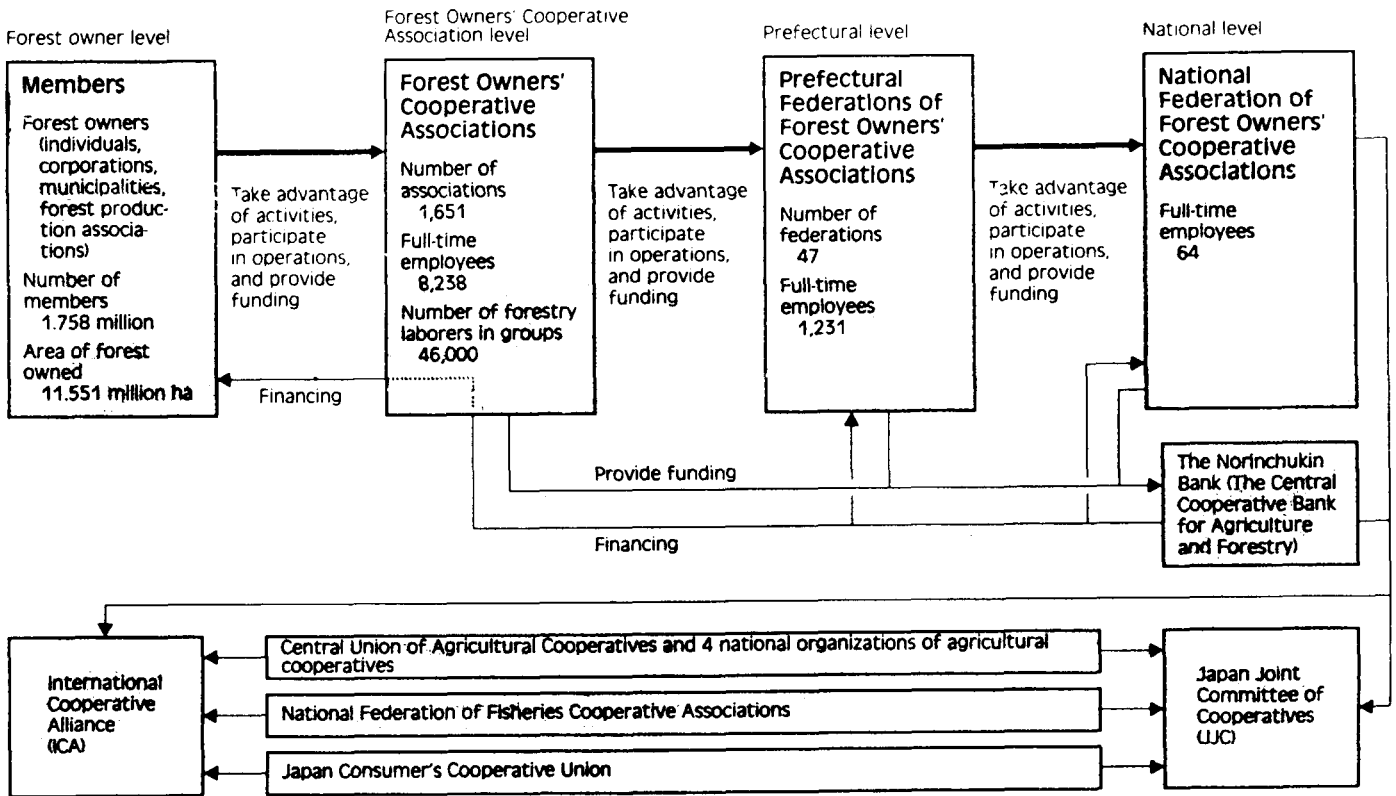 Forest owner level
Forest Owners' Cooperative
Association level
Prefectural level
National level
Members
Forest owners
(individuals,
corporations,
municipalities,
forest produc-
tion associa-
tions)
Number of
members
1.758 million
Area of forest
owned
11.551 million ha
Take advantage
of activities,
participate
in operations,
and provide
funding
Financing
Forest Owners'
Cooperative
Associations
Number of
associations
1,651
Full-time
employees
8,238
Number of forestry
laborers in groups
46,000
Take advantage
of activities,
participate
in operations,
and provide
funding
Prefectural
Federations of
Forest Owners'
Cooperative
Associations
Number of
federations
47
Full-time
employees
1,231
Take advantage
of activities,
participate
in operations,
and provide
funding
National
Federation of
Forest Owners'
Cooperative
Associations
Full-time
employees
64
Provide funding
Financing
The Norinchukin
Bank (The Central
Cooperative Bank
for Agriculture
and Forestry)
International
Cooperative
Alliance
(ICA)
Central Union of Agricultural Cooperatives and 4 national organizations of agricultural
cooperatives
National Federation of Fisheries Cooperative Associations
Japan Consumer's Cooperative Union
Japan Joint
Committee of
Cooperatives
(JJC)